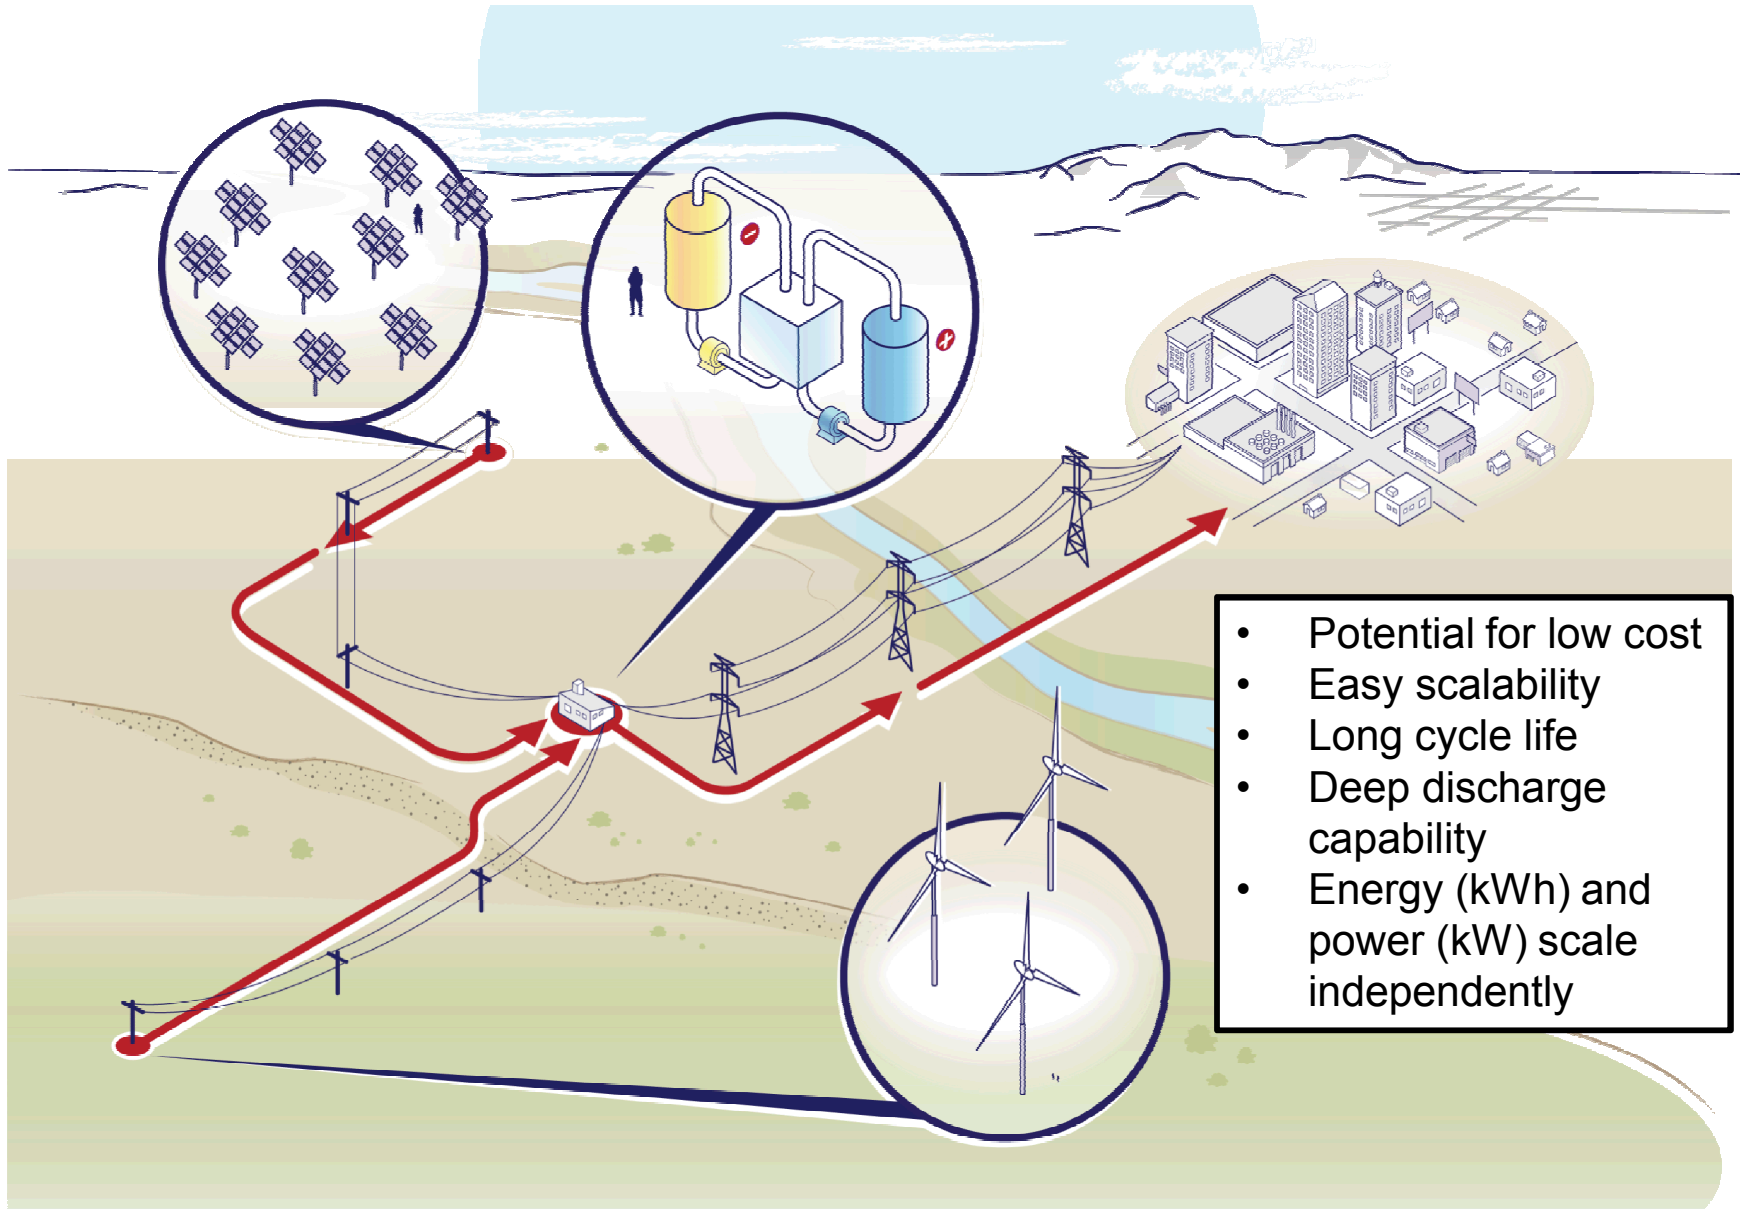 • Potential for low cost
• Easy scalability
• Long cycle life
• Deep discharge
capability
• Energy (kWh) and
power (kW) scale
independently